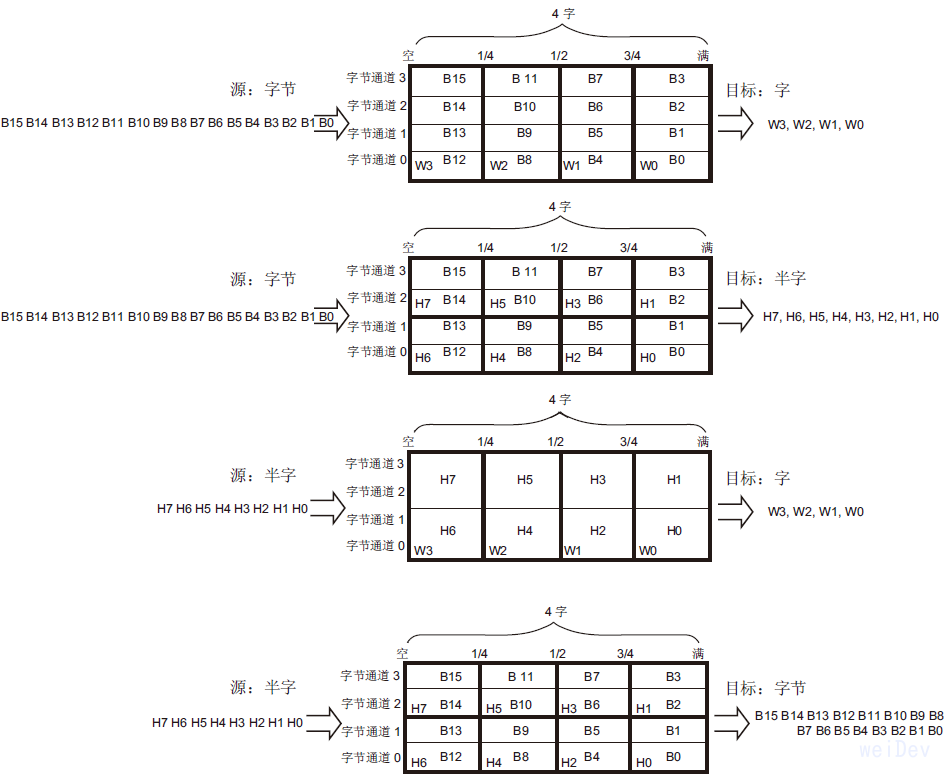 4 字
空 1/4 1/2 3/4 满
源：字节 字节通道 3 B15 B 11 B7 B3 目标：字
字节通道 2 B14 B10 B6 B2
B15 B14 B13 B12 B11 B10 B9 B8 B7 B6 B5 B4 B3 B2 B1 B0 W3, W2, W1, W0
字节通道 1 B13 B9 B5 B1
字节通道 0 W3 B12 W2 B8 W1 B4 W0 B0
4 字
空 1/4 1/2 3/4 满
源：字节 字节通道 3 B15 B 11 B7 B3 目标：半字
字节通道 2 H7 B14 H5 B10 H3 B6 H1 B2
B15 B14 B13 B12 B11 B10 B9 B8 B7 B6 B5 B4 B3 B2 B1 B0 H7, H6, H5, H4, H3, H2, H1, H0
字节通道 1 B13 B9 B5 B1
字节通道 0 H6 B12 H4 B8 H2 B4 H0 B0
4 字
空 1/4 1/2 3/4 满
字节通道 3
源：半字 H7 H5 H3 H1 目标：字
字节通道 2
H7 H6 H5 H4 H3 H2 H1 H0 W3, W2, W1, W0
字节通道 1
H6 H4 H2 H0
字节通道 0 W3 W2 W1 W0
4 字
空 1/4 1/2 3/4 满
字节通道 3 B15 B 11 B7 B3
源：半字 目标：字节
字节通道 2 H7 B14 H5 B10 H3 B6 H1 B2
H7 H6 H5 H4 H3 H2 H1 H0 B15 B14 B13 B12 B11 B10 B9 B8
字节通道 1 B13 B9 B5 B1 B7 B6 B5 B4 B3 B2 B1 B0
字节通道 0 H6 B12 H4 B8 H2 B4 H0 B0
weiDev